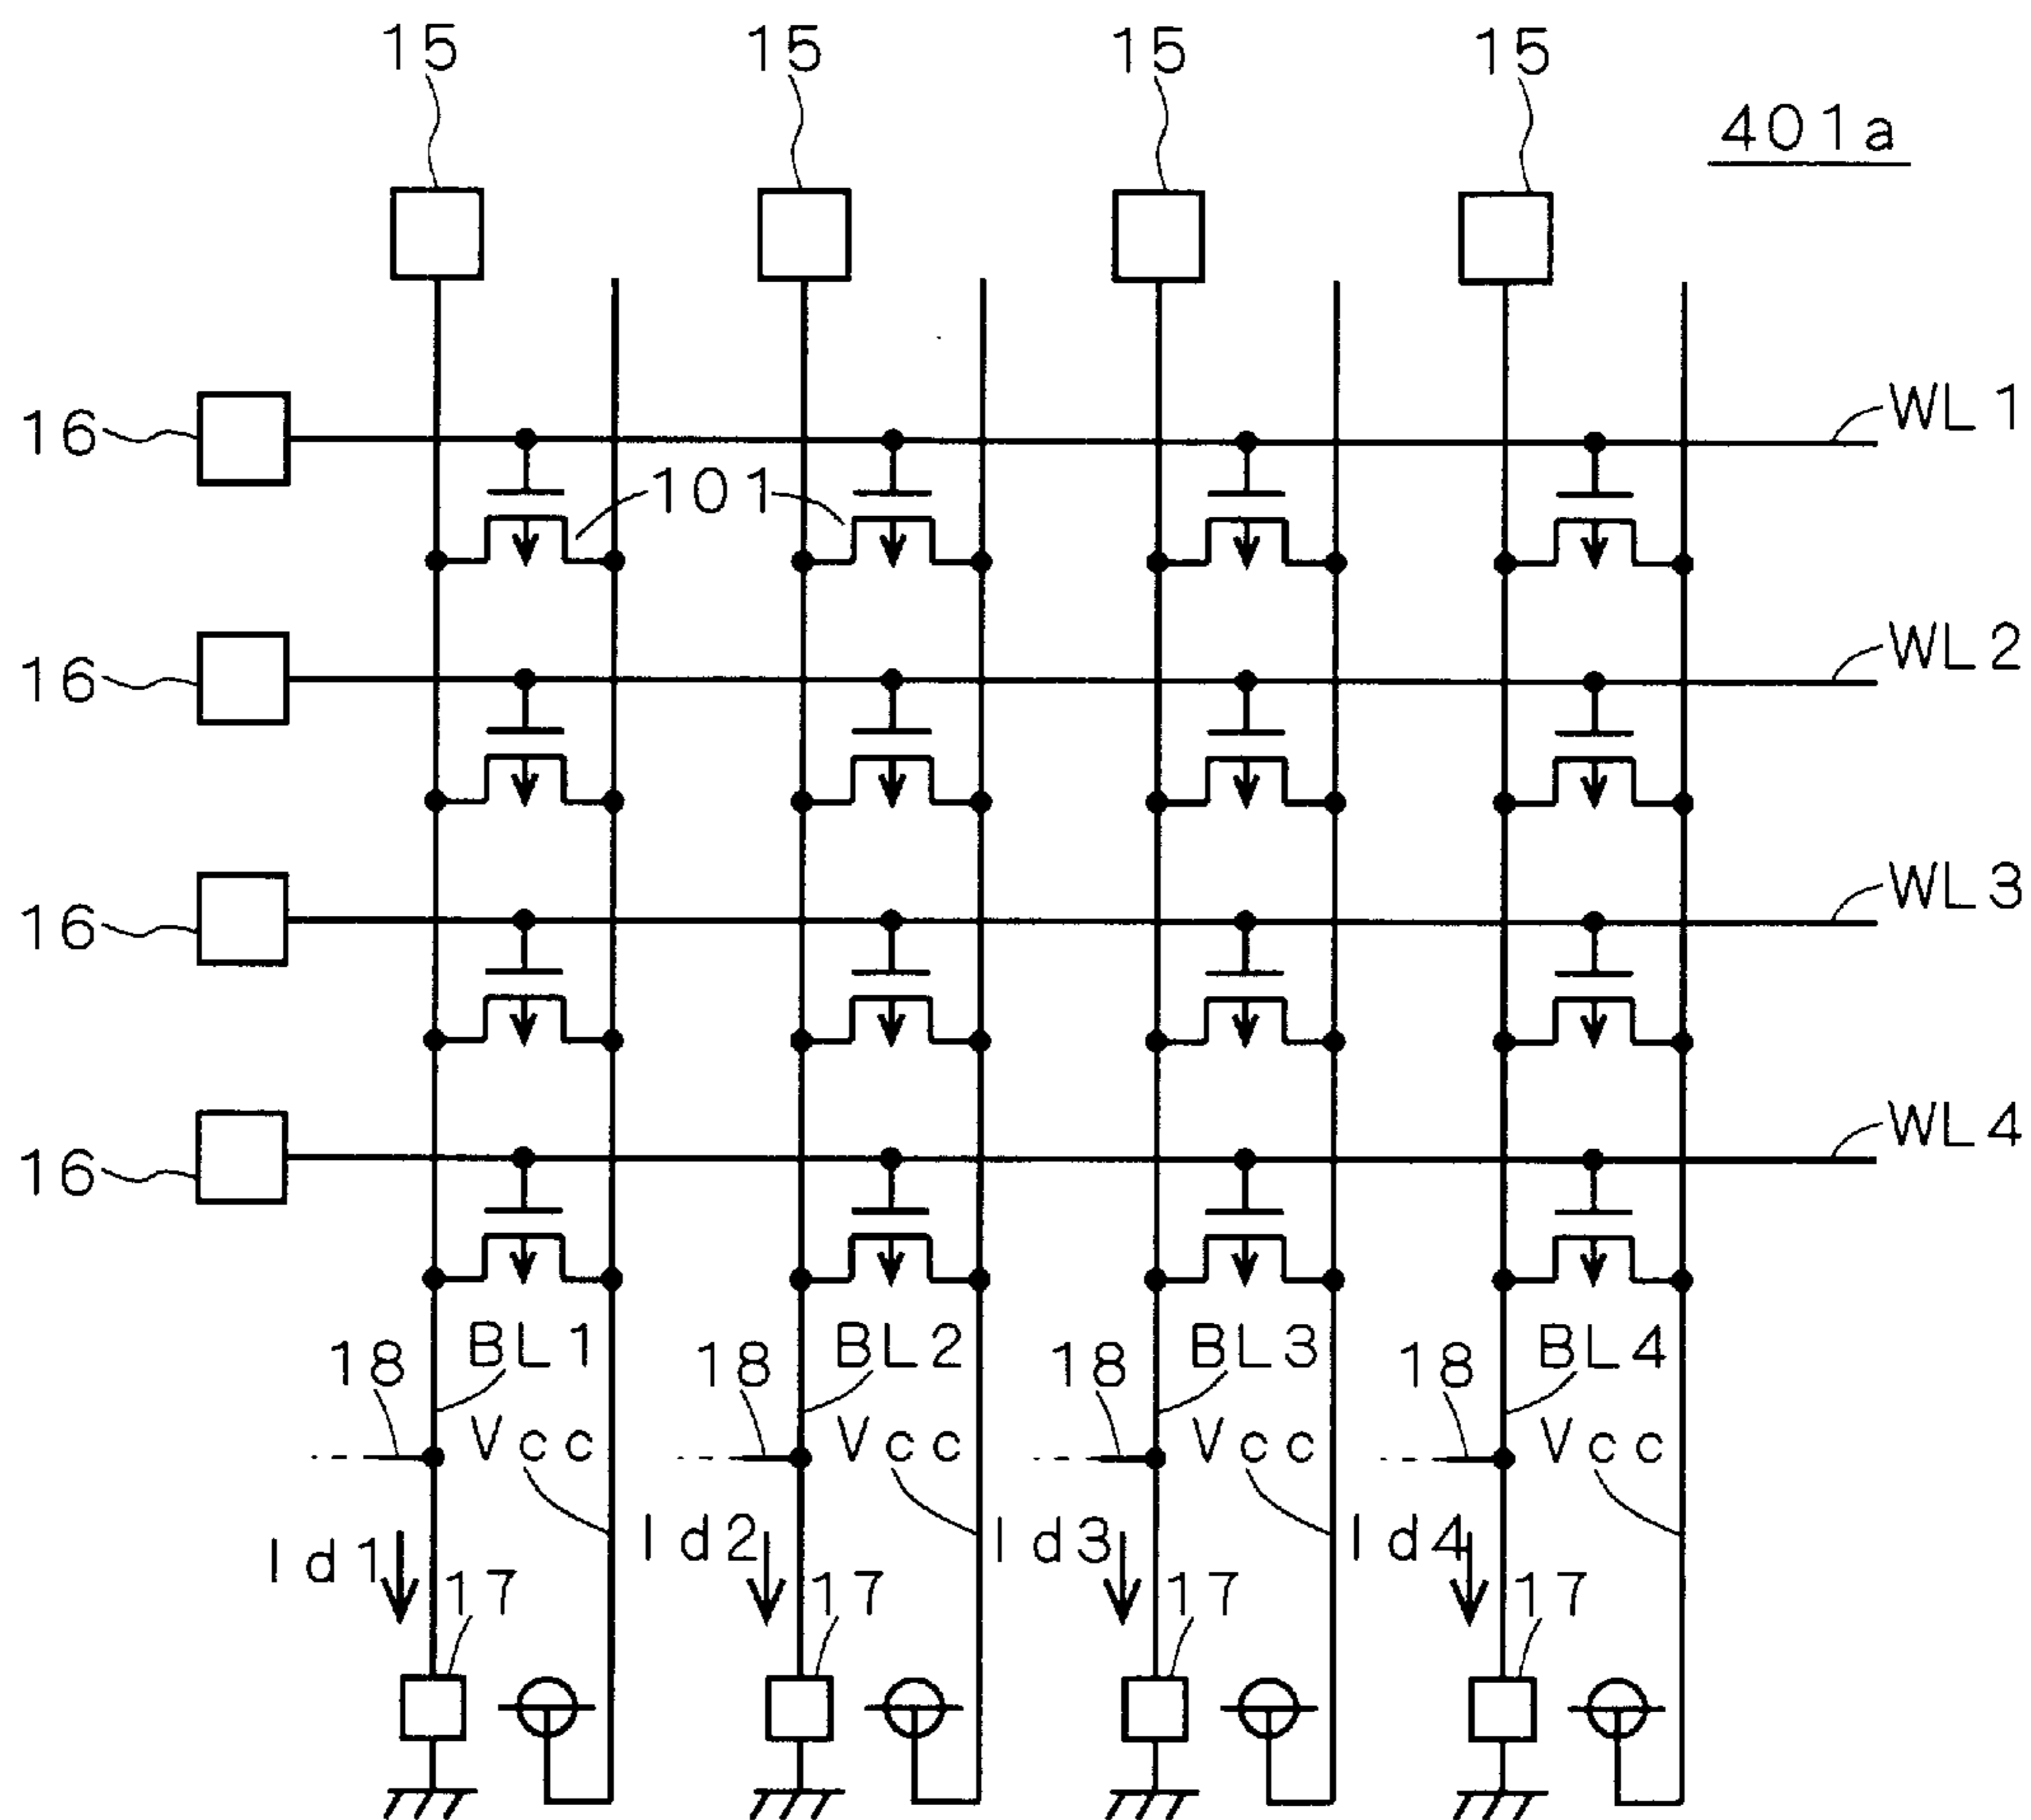 15 15 15 15
401a
16 WL1
101
16 WL2
16 WL3
16 WL4
18 BL1 18 BL2 18 BL3 18 BL4
Vcc Vcc Vcc Vcc
Id1 Id2 Id3 Id4
17 17 17 17